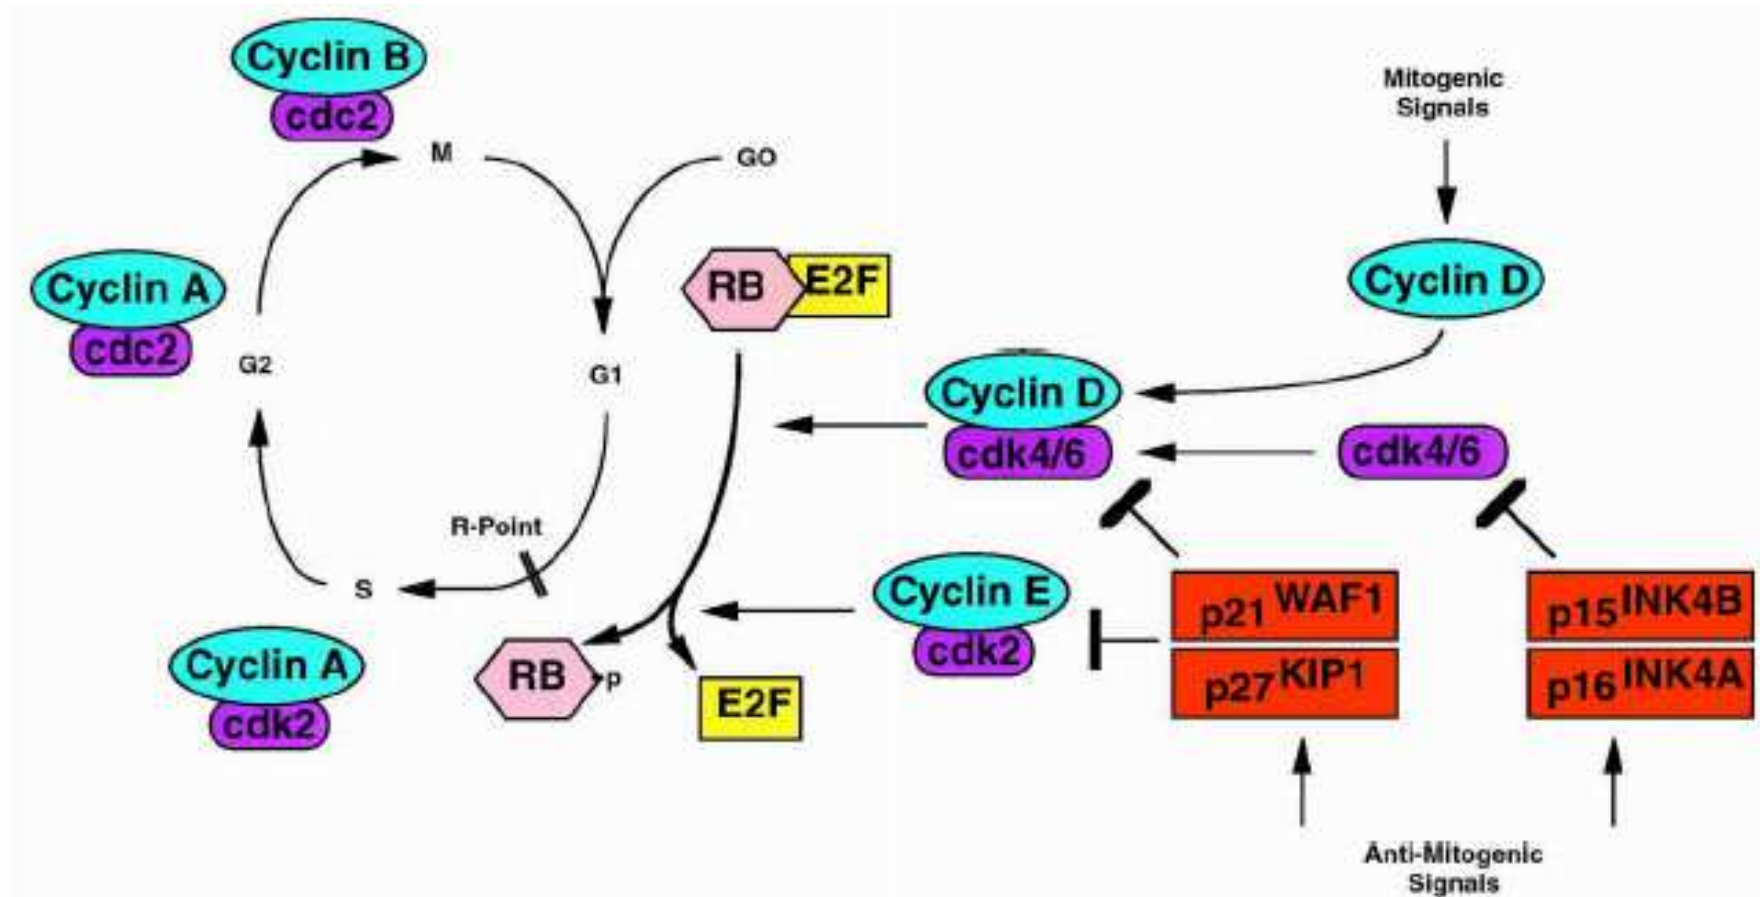 Cyclin B
cdc2
Mitogenic
Signals
M
GO
Cyclin A
cdc2
RB
E2F
Cyclin D
G2
G1
Cyclin D
cdk4/6
cdk4/6
R-Point
S
Cyclin E
cdk2
p21 WAF1
p27 KIP1
p15 INK4B
p16 INK4A
Cyclin A
cdk2
RB
P
E2F
Anti-Mitogenic
Signals